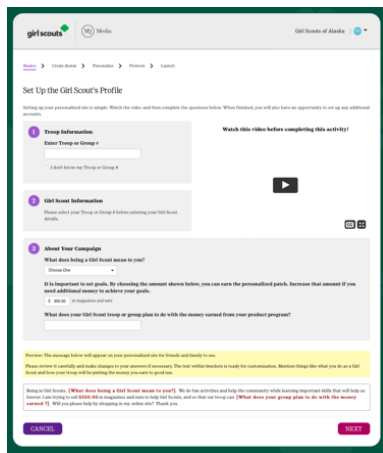 girl scouts
M2 Media
Girl Scouts of Alaska
Basics > Create Avatar > Personalize > Promote > Launch
Set Up the Girl Scout's Profile
Setting up your personalized site is simple. Watch the video and then complete the questions below. When finished, you will also have an opportunity to set up any additional
accounts.
1 Troop Information
Enter Troop or Group #
I don't know my Troop or Group #
Watch this video before completing this activity!
2 Girl Scout Information
Please select your Troop or Group # before entering your Girl Scout
details.
3 About Your Campaign
What does being a Girl Scout mean to you?
Choose One
It is important to set goals. By choosing the amount shown below, you can earn the personalized patch. Increase that amount if you
need additional money to achieve your goals.
$ 350.00 in magazines and nuts
What does your Girl Scout troop or group plan to do with the money earned from your product program?
Preview: The message below will appear on your personalized site for friends and family to see.
Please review it carefully and make changes to your answers if necessary. The text within brackets is ready for customization. Mention things like what you do as a Girl
Scout and how your troop will be putting the money you earn to good use.
Being in Girl Scouts, [What does being a Girl Scout mean to you?]. We do fun activities and help the community while learning important skills that will help us
forever. I am trying to sell $350.00 in magazines and nuts to help Girl Scouts, and so that our troop can [What does your group plan to do with the money
earned ?]. Will you please help by shopping in my online site? Thank you.
CANCEL
NEXT